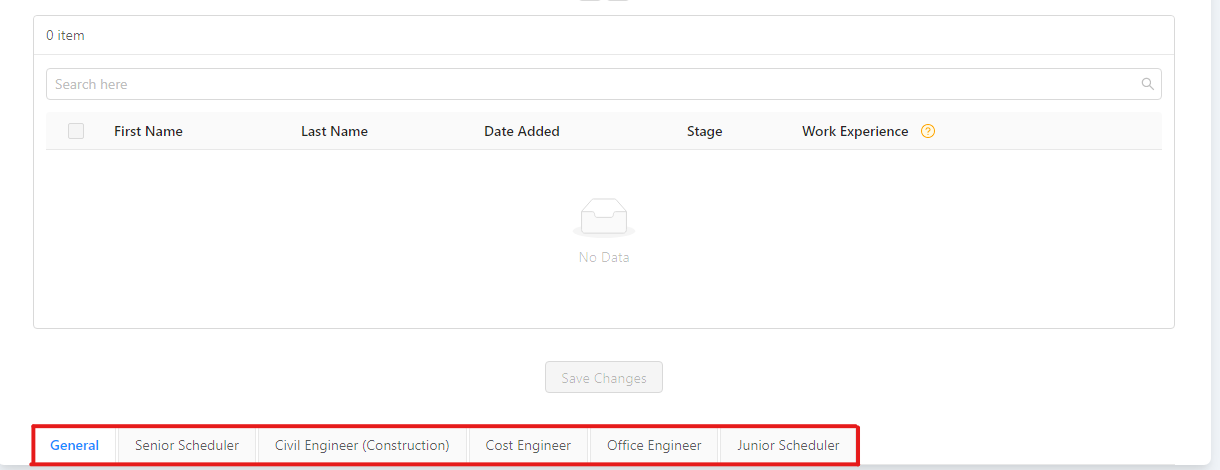 0 item
Search here
First Name Last Name Date Added Stage Work Experience ?
No Data
Save Changes
General Senior Scheduler Civil Engineer (Construction) Cost Engineer Office Engineer Junior Scheduler